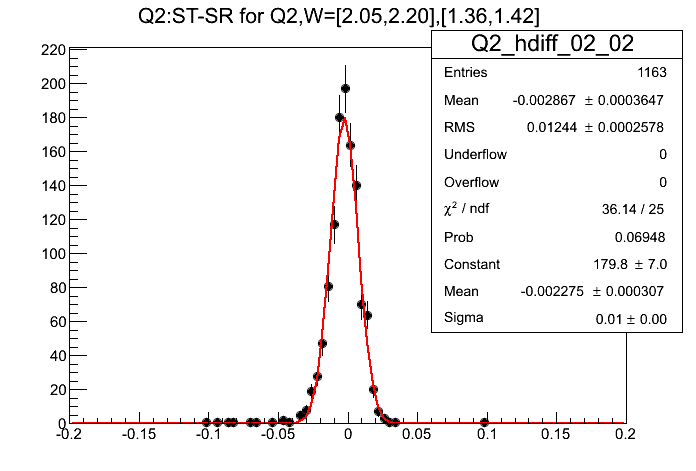 Q2:ST-SR for Q2,W=[2.05,2.20],[1.36,1.42]
Q2_hdiff_02_02
Entries 1163
Mean -0.002867 ± 0.0003647
RMS 0.01244 ± 0.0002578
Underflow 0
Overflow 0
χ² / ndf 36.14 / 25
Prob 0.06948
Constant 179.8 ± 7.0
Mean -0.002275 ± 0.000307
Sigma 0.01 ± 0.00
220
200
180
160
140
120
100
80
60
40
20
0
-0.2 -0.15 -0.1 -0.05 0 0.05 0.1 0.15 0.2